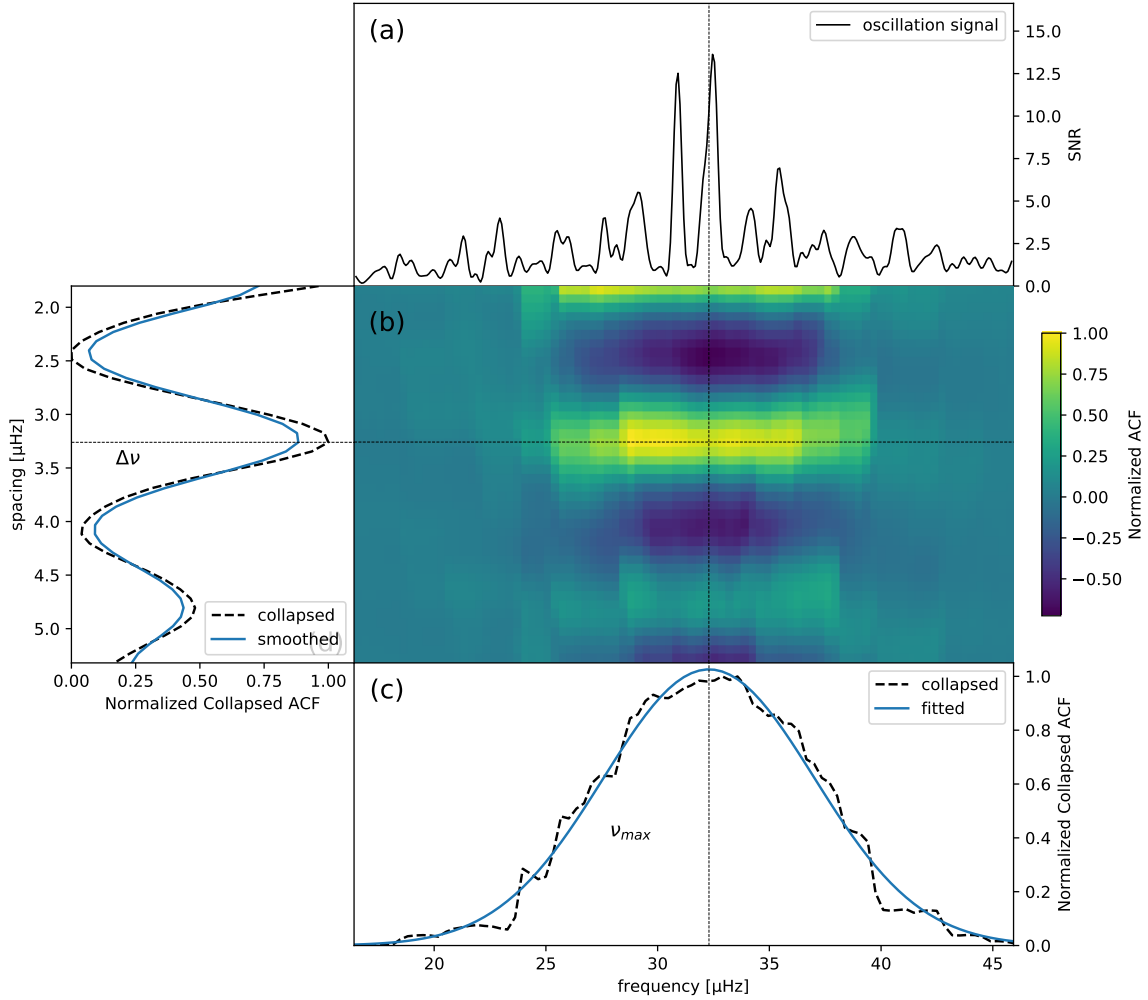 (a)
oscillation signal
15.0
12.5
10.0
7.5
5.0
2.5
0.0
SNR
2.0
2.5
3.0
3.5
4.0
4.5
5.0
spacing [μHz]
Δν
collapsed
smoothed
(d)
0.00 0.25 0.50 0.75 1.00
Normalized Collapsed ACF
(b)
1.00
0.75
0.50
0.25
0.00
−0.25
−0.50
Normalized ACF
(c)
collapsed
fitted
ν_max
1.0
0.8
0.6
0.4
0.2
0.0
Normalized Collapsed ACF
20 25 30 35 40 45
frequency [μHz]